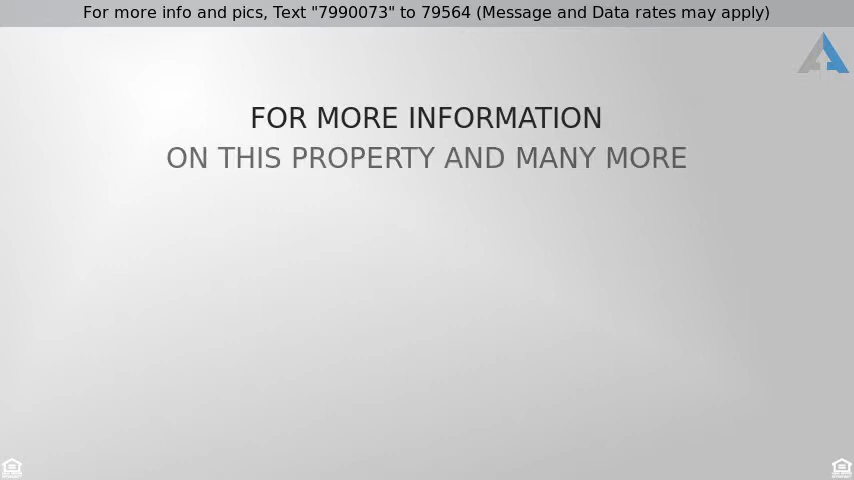 For more info and pics, Text "7990073" to 79564 (Message and Data rates may apply)
FOR MORE INFORMATION
ON THIS PROPERTY AND MANY MORE